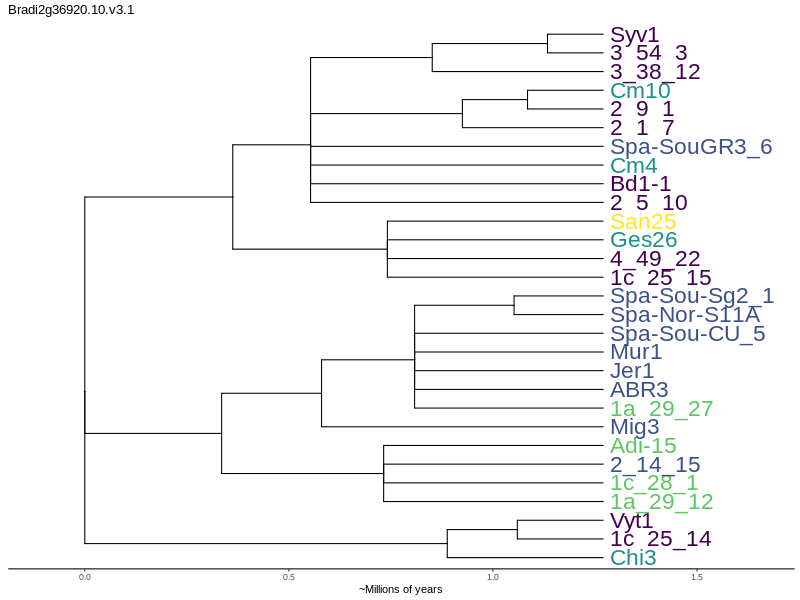 Bradi2g36920.10.v3.1
Syv1
3_54_3
3_38_12
Cm10
2_9_1
2_1_7
Spa-SouGR3_6
Cm4
Bd1-1
2_5_10
San25
Ges26
4_49_22
1c_25_15
Spa-Sou-Sg2_1
Spa-Nor-S11A
Spa-Sou-CU_5
Mur1
Jer1
ABR3
1a_29_27
Mig3
Adi-15
2_14_15
1c_28_1
1a_29_12
Vyt1
1c_25_14
Chi3
0.0 0.5 1.0 1.5
~Millions of years